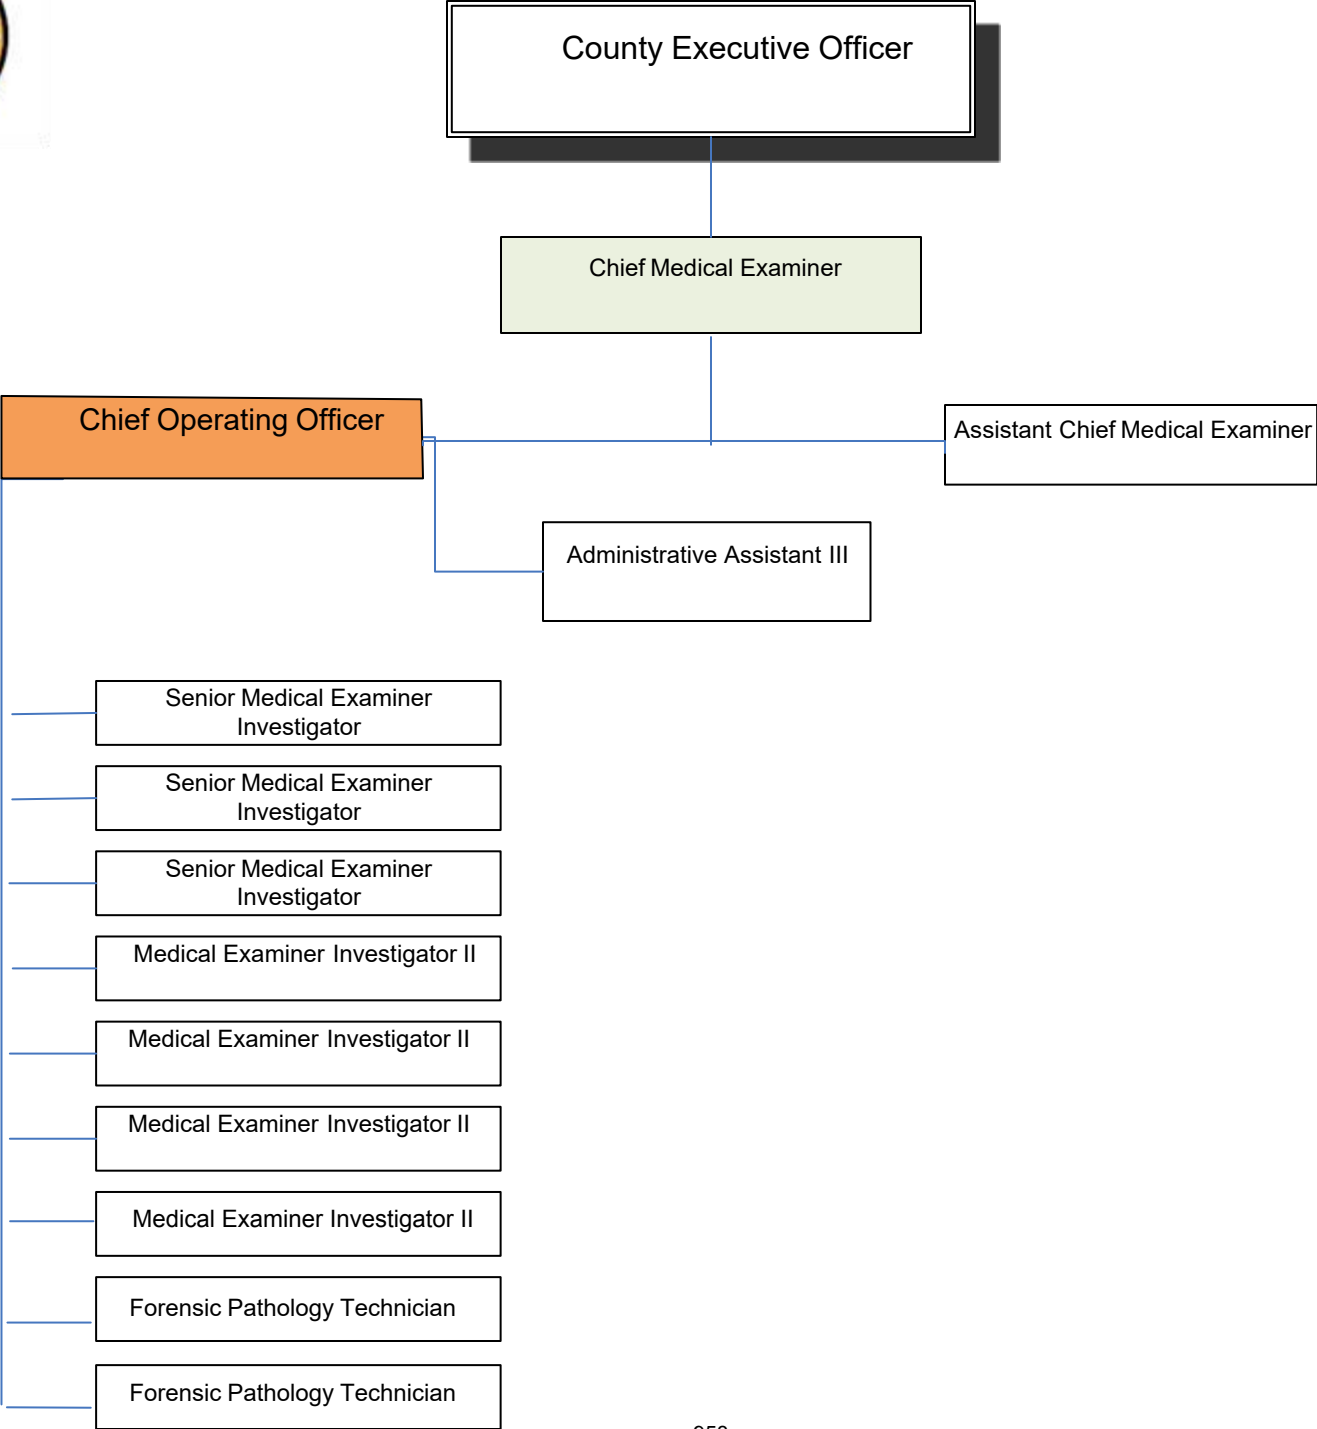 County Executive Officer
Chief Medical Examiner
Chief Operating Officer
Assistant Chief Medical Examiner
Administrative Assistant III
Senior Medical Examiner
Investigator
Senior Medical Examiner
Investigator
Senior Medical Examiner
Investigator
Medical Examiner Investigator II
Medical Examiner Investigator II
Medical Examiner Investigator II
Medical Examiner Investigator II
Forensic Pathology Technician
Forensic Pathology Technician